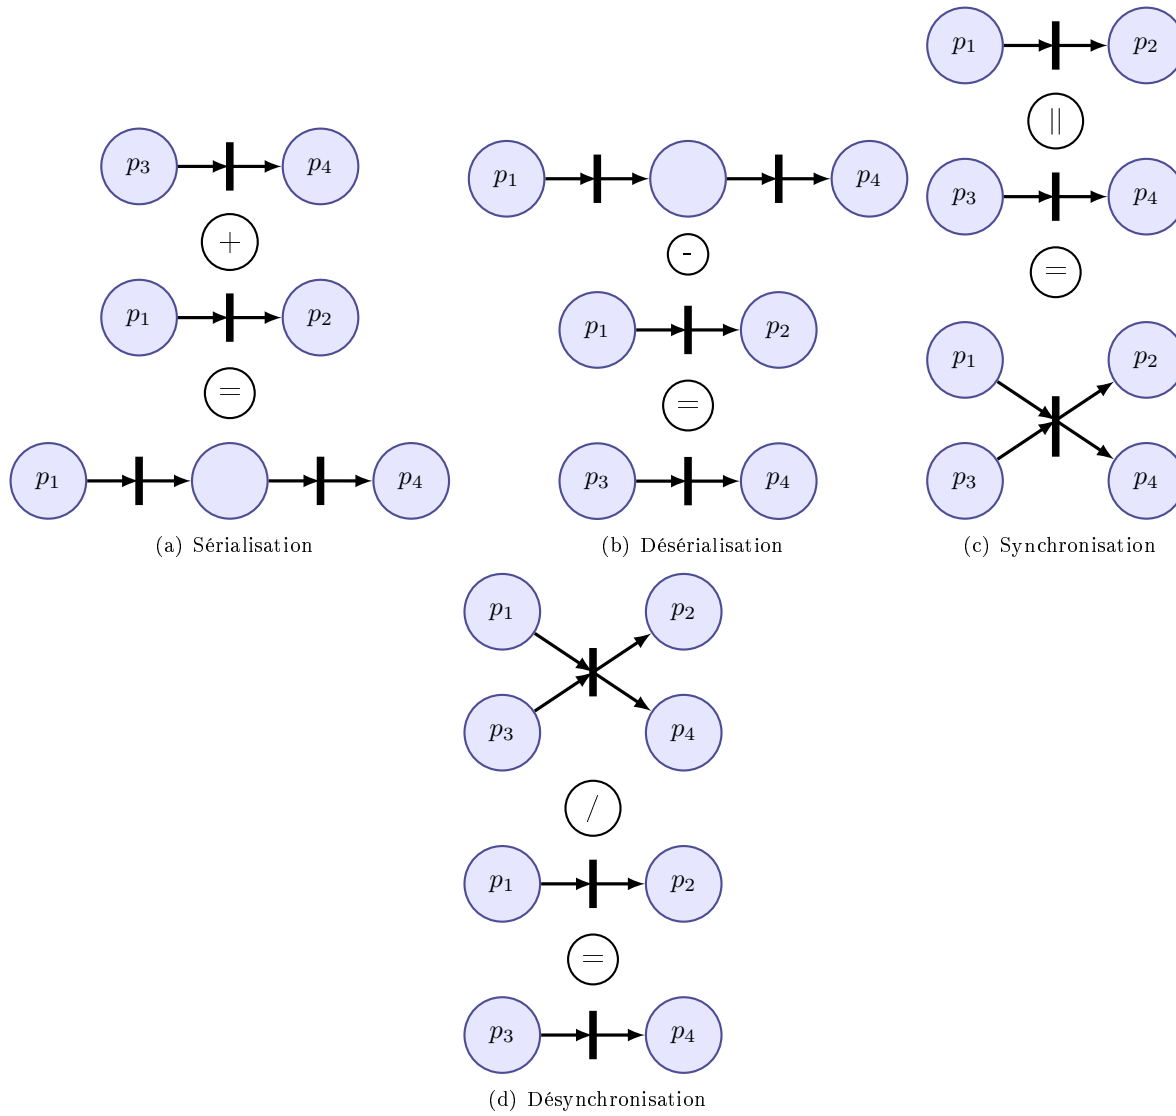 p₃ p₄
+
p₁ p₂
=
p₁ p₄
(a) Sérialisation
p₁ p₄
-
p₁ p₂
=
p₃ p₄
(b) Désérialisation
p₁ p₂
||
p₃ p₄
=
p₁ p₂
p₃ p₄
(c) Synchronisation
p₁ p₂
p₃ p₄
/
p₁ p₂
=
p₃ p₄
(d) Désynchronisation